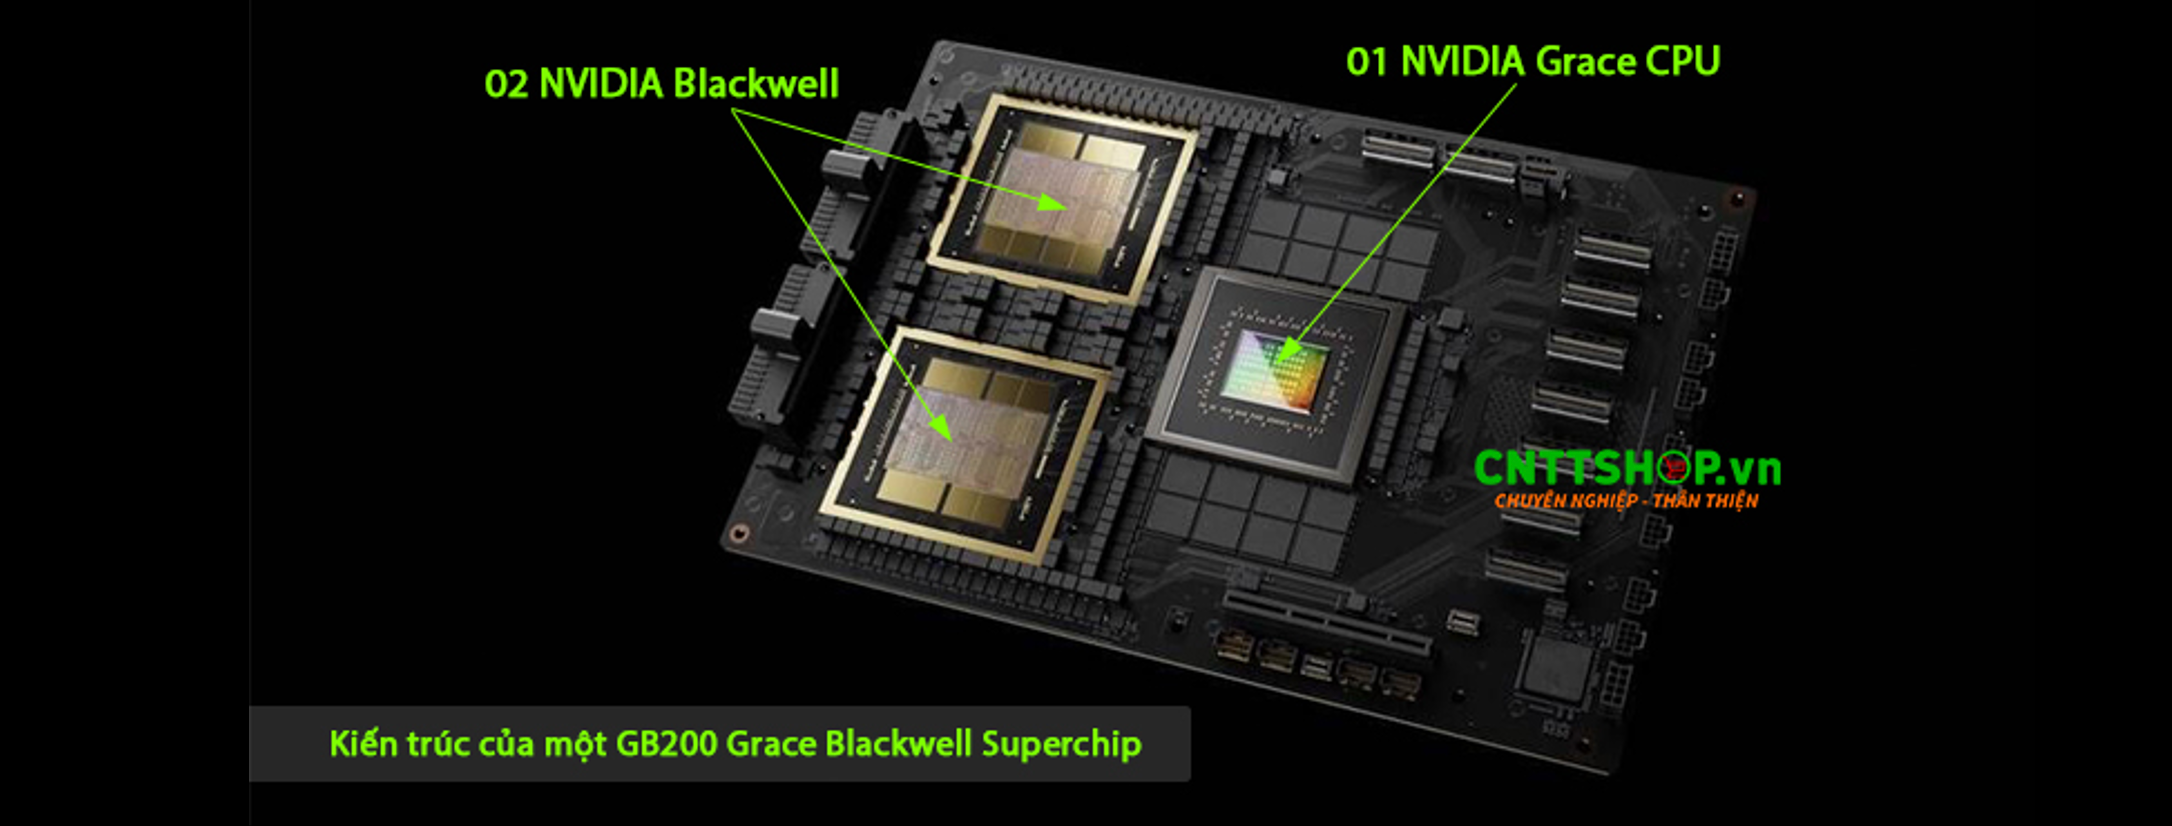 02 NVIDIA Blackwell
01 NVIDIA Grace CPU
CNTTSHOP.vn
CHUYÊN NGHIỆP - THÂN THIỆN
Kiến trúc của một GB200 Grace Blackwell Superchip